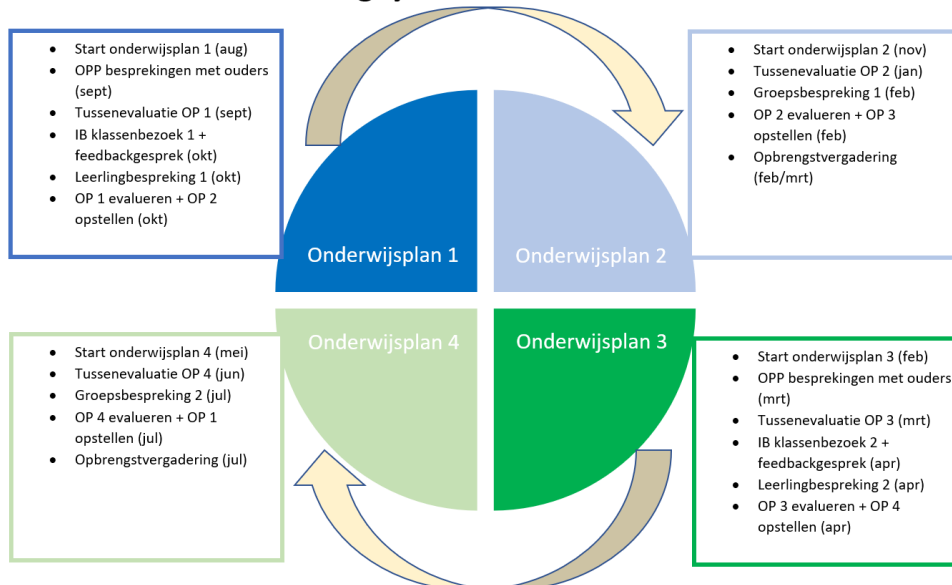 • Start onderwijsplan 1 (aug)
• OPP besprekingen met ouders
(sept)
• Tussenevaluatie OP 1 (sept)
• IB klassenbezoek 1 +
feedbackgesprek (okt)
• Leerlingbespreking 1 (okt)
• OP 1 evalueren + OP 2
opstellen (okt)
• Start onderwijsplan 2 (nov)
• Tussenevaluatie OP 2 (jan)
• Groepsbespreking 1 (feb)
• OP 2 evalueren + OP 3
opstellen (feb)
• Opbrengstvergadering
(feb/mrt)
Onderwijsplan 1
Onderwijsplan 2
Onderwijsplan 4
Onderwijsplan 3
• Start onderwijsplan 4 (mei)
• Tussenevaluatie OP 4 (jun)
• Groepsbespreking 2 (jul)
• OP 4 evalueren + OP 1
opstellen (jul)
• Opbrengstvergadering (jul)
• Start onderwijsplan 3 (feb)
• OPP besprekingen met ouders
(mrt)
• Tussenevaluatie OP 3 (mrt)
• IB klassenbezoek 2 +
feedbackgesprek (apr)
• Leerlingbespreking 2 (apr)
• OP 3 evalueren + OP 4
opstellen (apr)